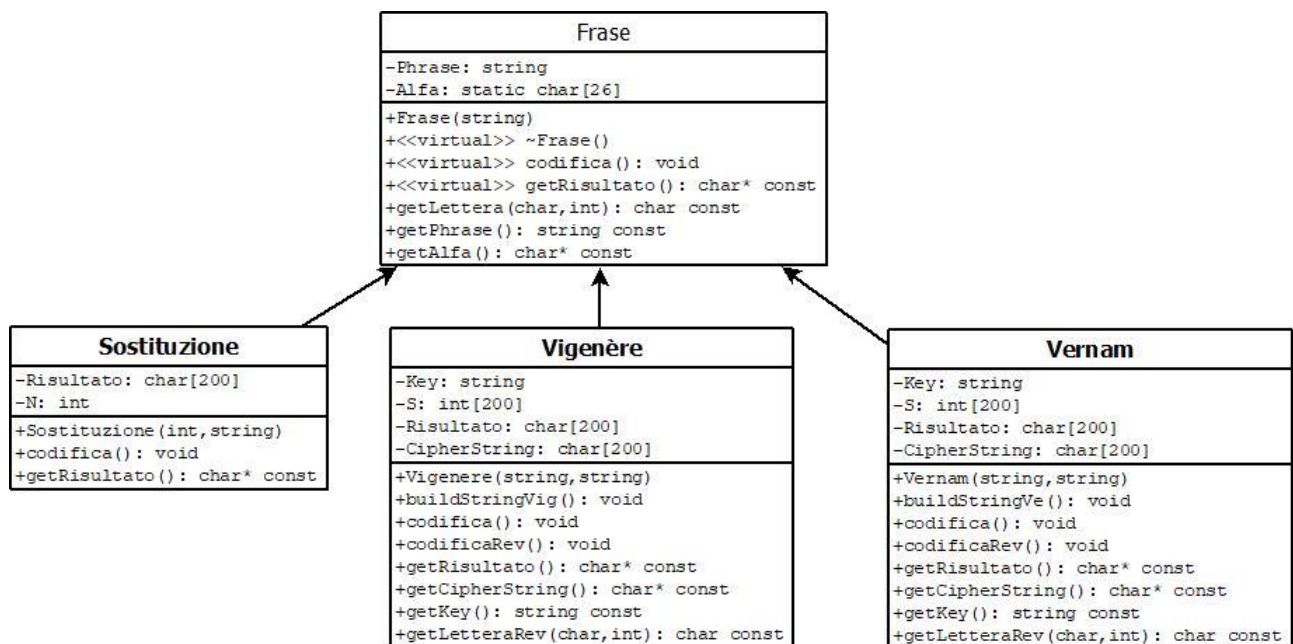 Frase
-Phrase: string
-Alfa: static char[26]
+Frase(string)
+<<virtual>> ~Frase()
+<<virtual>> codifica(): void
+<<virtual>> getRisultato(): char* const
+getLettera(char,int): char const
+getPhrase(): string const
+getAlfa(): char* const
Sostituzione
-Risultato: char[200]
-N: int
+Sostituzione(int,string)
+codifica(): void
+getRisultato(): char* const
Vigenère
-Key: string
-S: int[200]
-Risultato: char[200]
-CipherString: char[200]
+Vigenere(string,string)
+buildStringVig(): void
+codifica(): void
+codificaRev(): void
+getRisultato(): char* const
+getCipherString(): char* const
+getKey(): string const
+getLetteraRev(char,int): char const
Vernam
-Key: string
-S: int[200]
-Risultato: char[200]
-CipherString: char[200]
+Vernam(string,string)
+buildStringVe(): void
+codifica(): void
+codificaRev(): void
+getRisultato(): char* const
+getCipherString(): char* const
+getKey(): string const
+getLetteraRev(char,int): char const